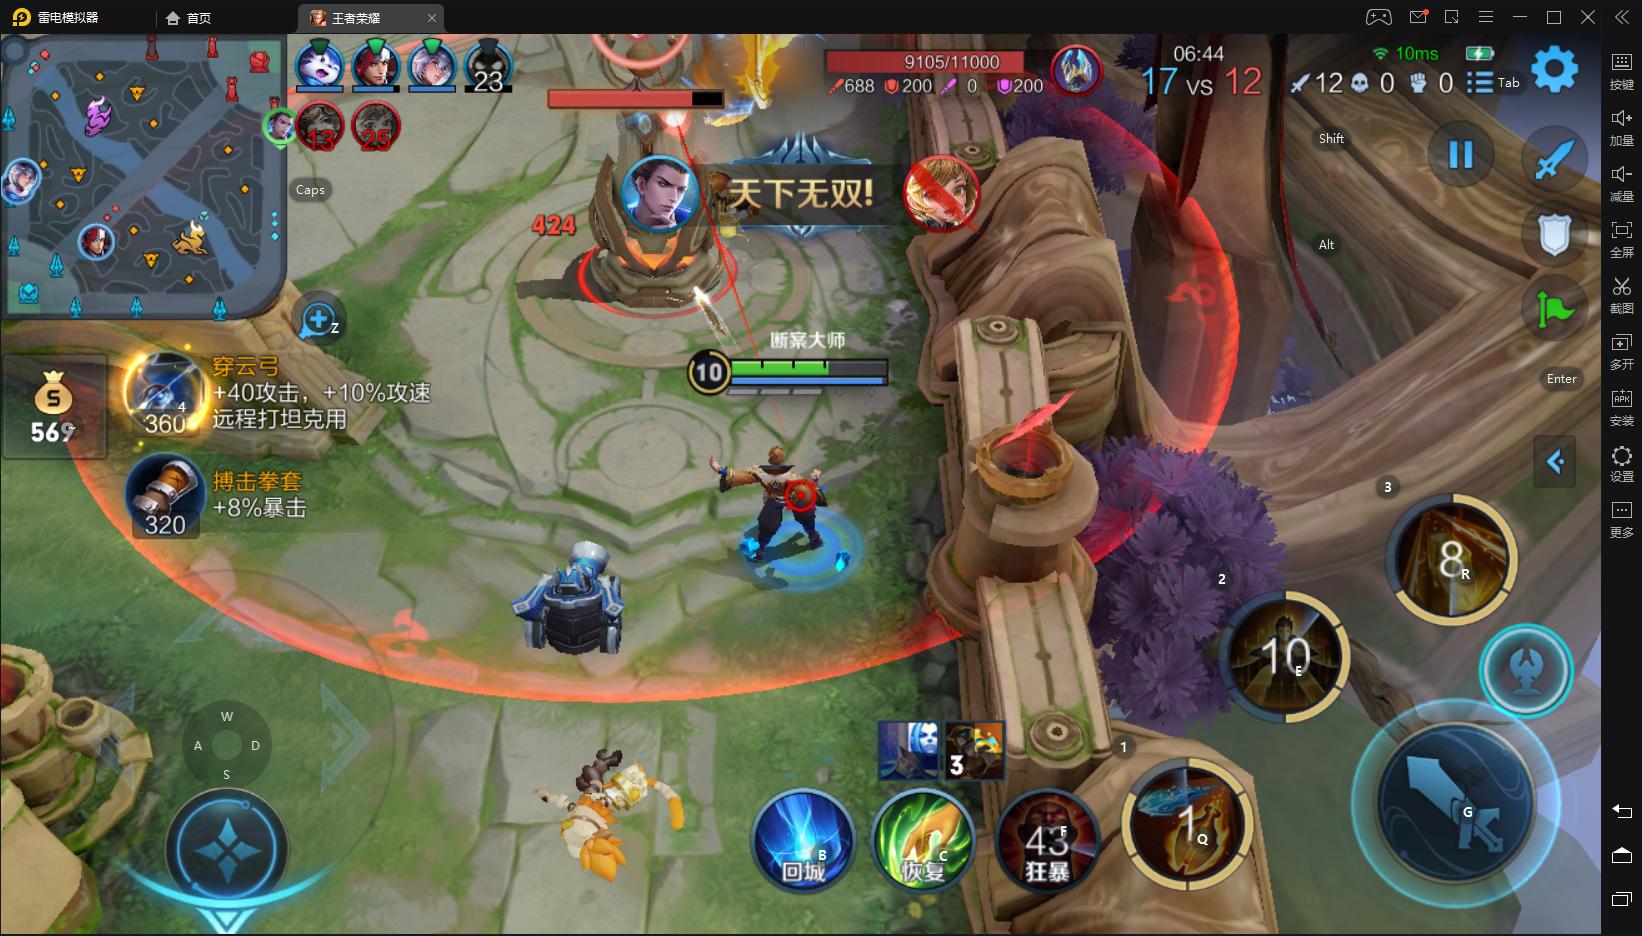 雷电模拟器
首页
王者荣耀
23
13
25
Caps
Z
9105/11000
688 200 0 200
06:44
17 VS 12
10ms
12 0 0 Tab
Shift
Alt
Enter
天下无双!
424
断案大师
10
穿云弓
+40攻击，+10%攻速
远程打坦克用
4
360
搏击拳套
+8%暴击
320
W
A
D
S
3
8
R
2
10
E
1
3
回城
B
恢复
C
43
F
狂暴
1
Q
G
按键
加量
减量
全屏
截图
多开
APK
安装
设置
更多